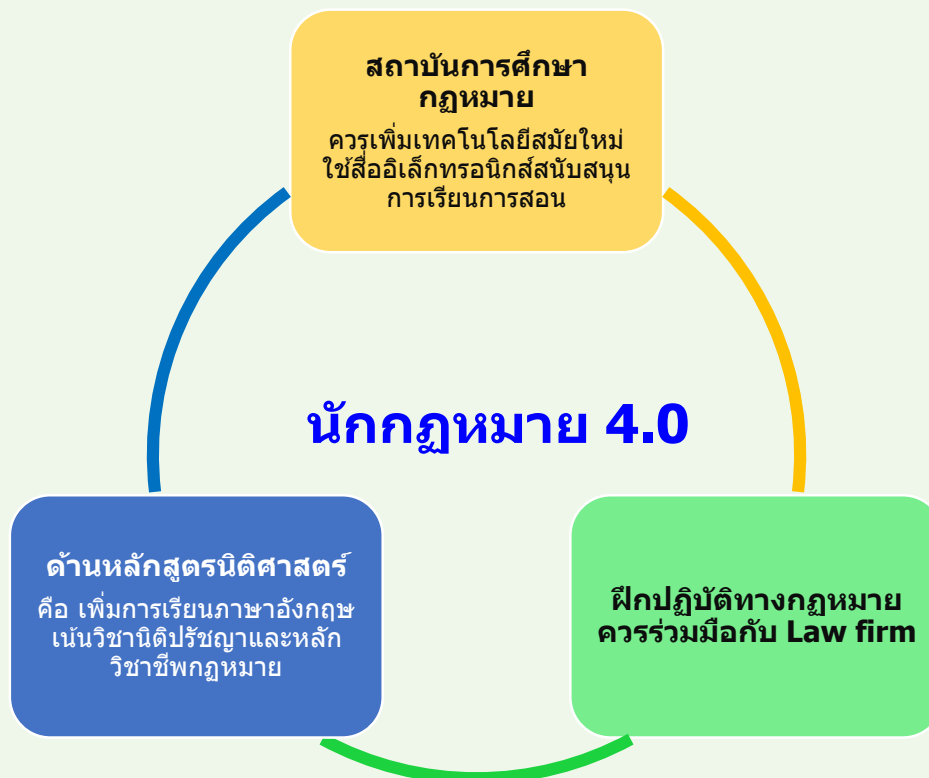 สถาบันการศึกษา
กฎหมาย
ควรเพิ่มเทคโนโลยีสมัยใหม่
ใช้สื่ออิเล็กทรอนิกส์สนับสนุน
การเรียนการสอน
นักกฎหมาย 4.0
ด้านหลักสูตรนิติศาสตร์
คือ เพิ่มการเรียนภาษาอังกฤษ
เน้นวิชานิติปรัชญาและหลัก
วิชาชีพกฎหมาย
ฝึกปฏิบัติทางกฎหมาย
ควรร่วมมือกับ Law firm